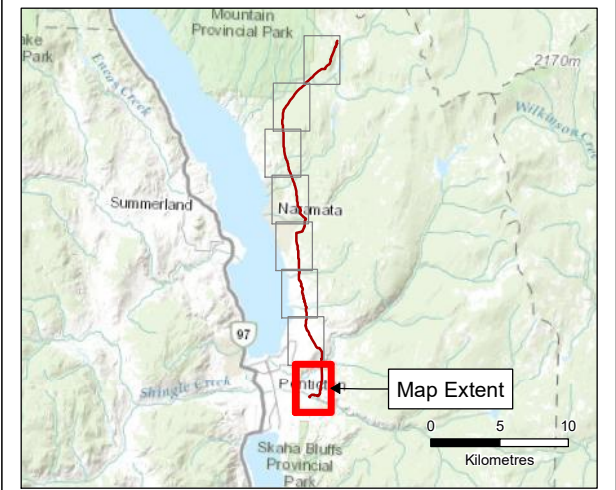 Mountain
Provincial Park
Park
Eneas Creek
2170m
Wilkinson Cree
Summerland
Naramata
97
Shingle Creek
Penticton
Map Extent
0 5 10
Kilometres
Skaha Bluffs
Provincial
Park